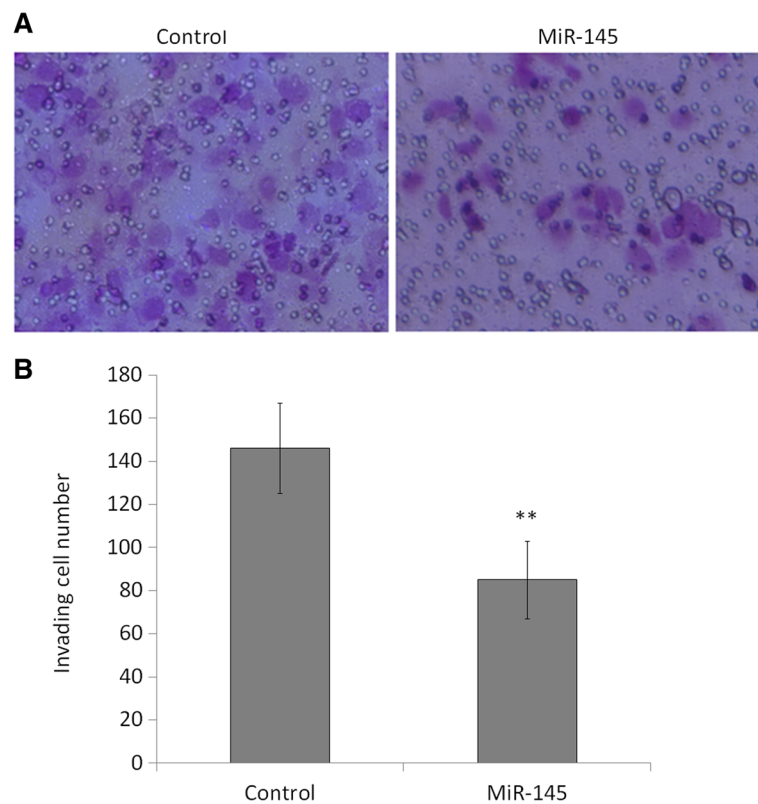 A
Control
MiR-145
B
180
160
140
120
100
80
60
40
20
0
Invading cell number
**
Control
MiR-145